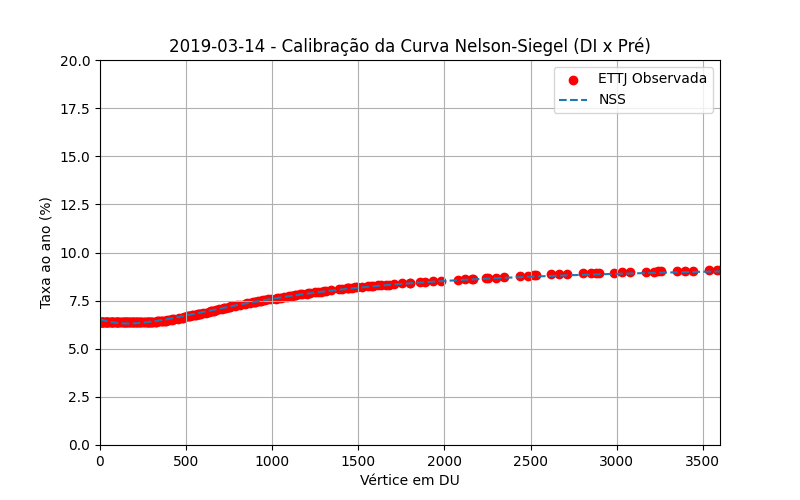 2019-03-14 - Calibração da Curva Nelson-Siegel (DI x Pré)
ETTJ Observada
NSS
Taxa ao ano (%)
20.0
17.5
15.0
12.5
10.0
7.5
5.0
2.5
0.0
0 500 1000 1500 2000 2500 3000 3500
Vértice em DU